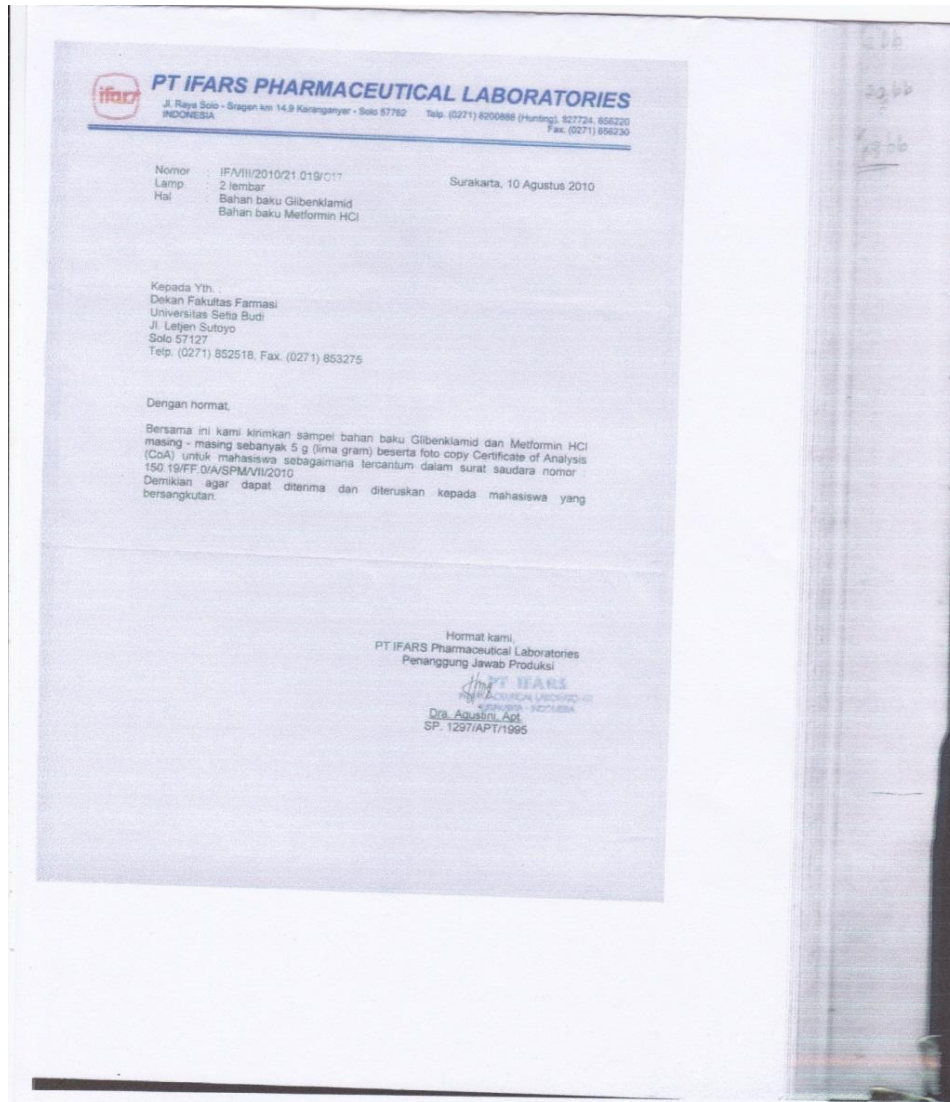 ifars
PT IFARS PHARMACEUTICAL LABORATORIES
Jl. Raya Solo - Sragen km 14,9 Karanganyar - Solo 57762 Telp. (0271) 8200888 (Hunting), 827724, 656220
INDONESIA Fax. (0271) 656230
Nomor : IF/VIII/2010/21.019/017
Surakarta, 10 Agustus 2010
Lamp : 2 lembar
Hal : Bahan baku Glibenklamid
Bahan baku Metformin HCl
Kepada Yth. :
Dekan Fakultas Farmasi
Universitas Setia Budi
Jl. Letjen Sutoyo
Solo 57127
Telp. (0271) 852518, Fax. (0271) 853275
Dengan hormat,
Bersama ini kami kirimkan sampel bahan baku Glibenklamid dan Metformin HCl
masing - masing sebanyak 5 g (lima gram) beserta foto copy Certificate of Analysis
(CoA) untuk mahasiswa sebagaimana tercantum dalam surat saudara nomor :
150.19/FF.0/A/SPM/VII/2010
Demikian agar dapat diterima dan diteruskan kepada mahasiswa yang
bersangkutan.
Hormat kami,
PT IFARS Pharmaceutical Laboratories
Penanggung Jawab Produksi
PT IFARS
SURAKARTA - INDONESIA
Dra. Agustini, Apt.
SP. 1297/APT/1995